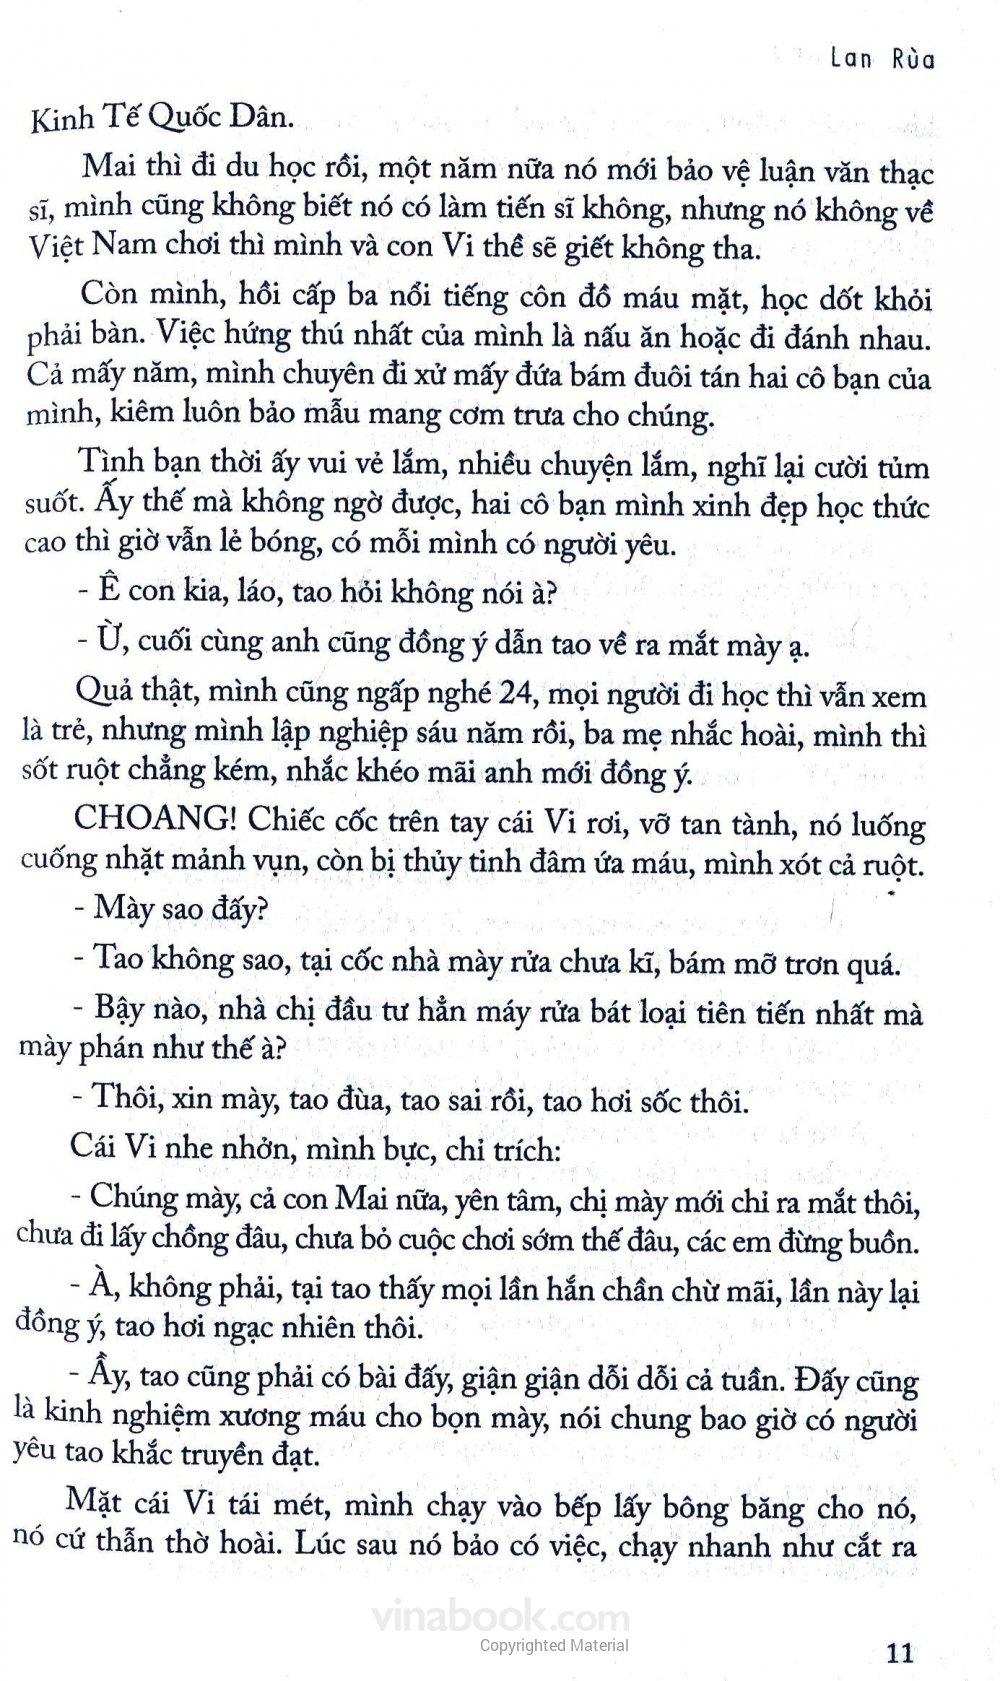 Lan Rùa
Kinh Tế Quốc Dân.
Mai thì đi du học rồi, một năm nữa nó mới bảo vệ luận văn thạc
sĩ, mình cũng không biết nó có làm tiến sĩ không, nhưng nó không về
Việt Nam chơi thì mình và con Vi thề sẽ giết không tha.
Còn mình, hồi cấp ba nổi tiếng côn đồ máu mặt, học dốt khỏi
phải bàn. Việc hứng thú nhất của mình là nấu ăn hoặc đi đánh nhau.
Cả mấy năm, mình chuyên đi xử mấy đứa bám đuôi tán hai cô bạn của
mình, kiêm luôn bảo mẫu mang cơm trưa cho chúng.
Tình bạn thời ấy vui vẻ lắm, nhiều chuyện lắm, nghĩ lại cười tủm
suốt. Ấy thế mà không ngờ được, hai cô bạn mình xinh đẹp học thức
cao thì giờ vẫn lẻ bóng, có mỗi mình có người yêu.
- Ê con kia, láo, tao hỏi không nói à?
- Ừ, cuối cùng anh cũng đồng ý dẫn tao về ra mắt mày ạ.
Quả thật, mình cũng ngấp nghé 24, mọi người đi học thì vẫn xem
là trẻ, nhưng mình lập nghiệp sáu năm rồi, ba mẹ nhắc hoài, mình thì
sốt ruột chẳng kém, nhắc khéo mãi anh mới đồng ý.
CHOANG! Chiếc cốc trên tay cái Vi rơi, vỡ tan tành, nó luống
cuống nhặt mảnh vụn, còn bị thủy tinh đâm ứa máu, mình xót cả ruột.
- Mày sao đấy?
- Tao không sao, tại cốc nhà mày rửa chưa kĩ, bám mỡ trơn quá.
- Bậy nào, nhà chị đầu tư hẳn máy rửa bát loại tiên tiến nhất mà
mày phán như thế à?
- Thôi, xin mày, tao đùa, tao sai rồi, tao hơi sốc thôi.
Cái Vi nhe nhởn, mình bực, chỉ trích:
- Chúng mày, cả con Mai nữa, yên tâm, chị mày mới chỉ ra mắt thôi,
chưa đi lấy chồng đâu, chưa bỏ cuộc chơi sớm thế đâu, các em đừng buồn.
- À, không phải, tại tao thấy mọi lần hắn chần chừ mãi, lần này lại
đồng ý, tao hơi ngạc nhiên thôi.
- Ầy, tao cũng phải có bài đấy, giận giận dỗi dỗi cả tuần. Đấy cũng
là kinh nghiệm xương máu cho bọn mày, nói chung bao giờ có người
yêu tao khắc truyền đạt.
Mặt cái Vi tái mét, mình chạy vào bếp lấy bông băng cho nó,
nó cứ thẫn thờ hoài. Lúc sau nó bảo có việc, chạy nhanh như cắt ra
vinabook.com
Copyrighted Material
11